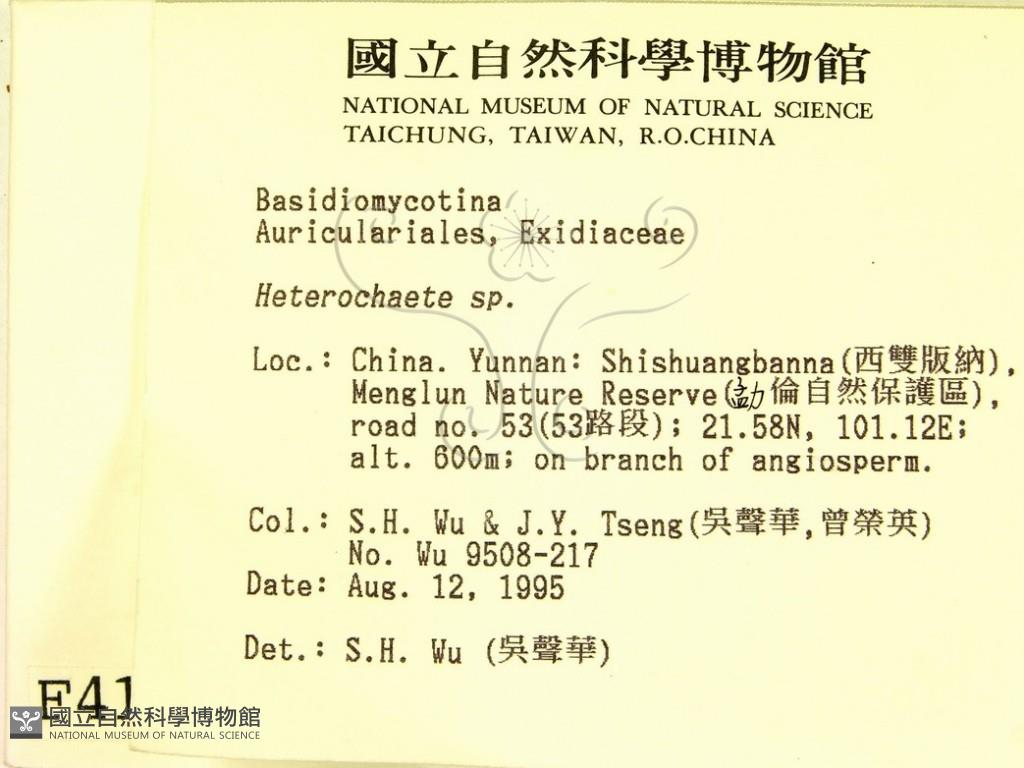 國立自然科學博物館
NATIONAL MUSEUM OF NATURAL SCIENCE
TAICHUNG, TAIWAN, R.O.CHINA
Basidiomycotina
Auriculariales, Exidiaceae
Heterochaete sp.
Loc.: China. Yunnan: Shishuangbanna(西雙版納),
Menglun Nature Reserve(勐倫自然保護區),
road no. 53(53路段); 21.58N, 101.12E;
alt. 600m; on branch of angiosperm.
Col.: S.H. Wu & J.Y. Tseng(吳聲華,曾榮英)
No. Wu 9508-217
Date: Aug. 12, 1995
Det.: S.H. Wu (吳聲華)
F41
國立自然科學博物館
NATIONAL MUSEUM OF NATURAL SCIENCE